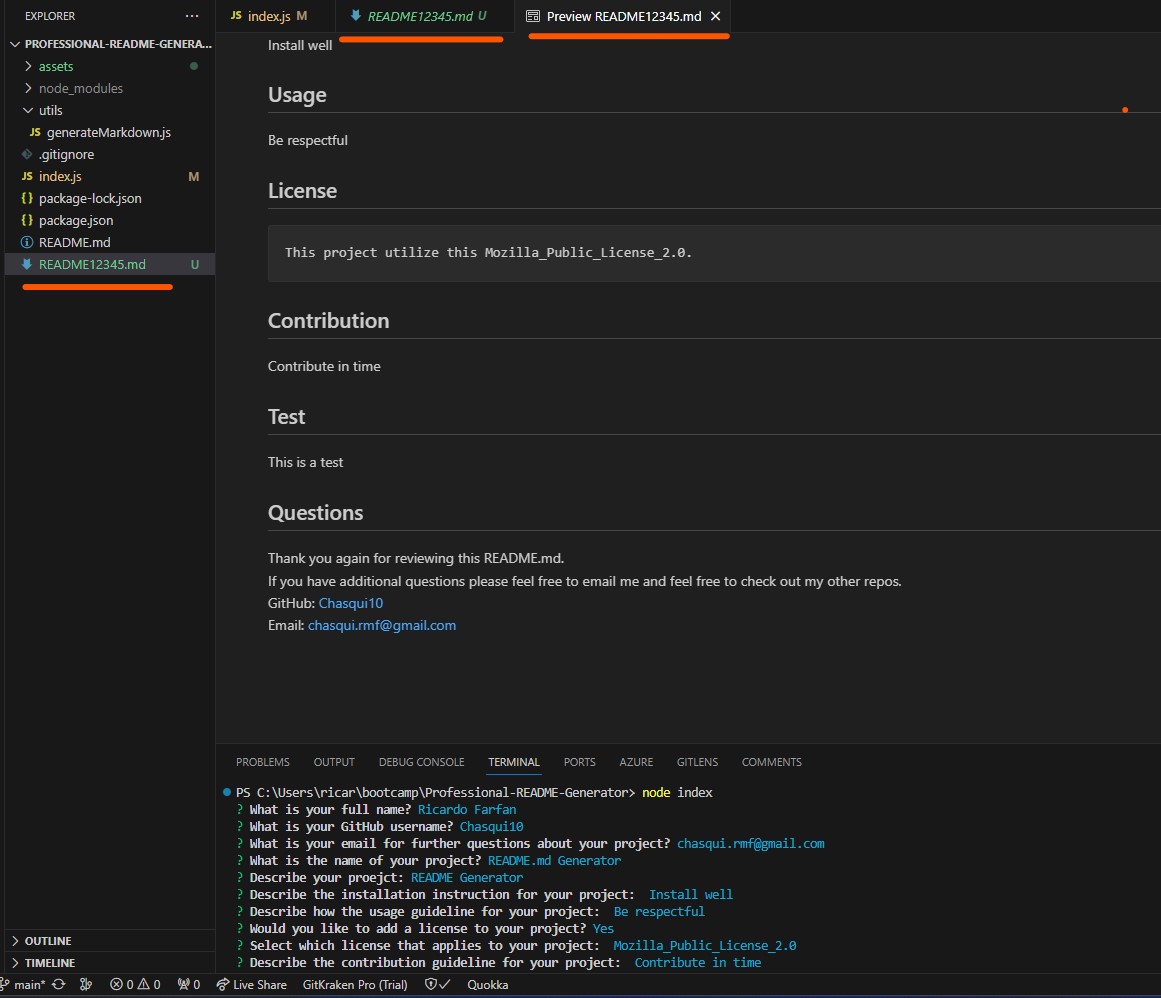 EXPLORER
JS index.js M
README12345.md U
Preview README12345.md
PROFESSIONAL-README-GENERA...
assets
node_modules
utils
JS generateMarkdown.js
.gitignore
JS index.js M
{} package-lock.json
{} package.json
README.md
README12345.md U
OUTLINE
TIMELINE
Install well
Usage
Be respectful
License
This project utilize this Mozilla_Public_License_2.0.
Contribution
Contribute in time
Test
This is a test
Questions
Thank you again for reviewing this README.md.
If you have additional questions please feel free to email me and feel free to check out my other repos.
GitHub: Chasqui10
Email: chasqui.rmf@gmail.com
PROBLEMS OUTPUT DEBUG CONSOLE TERMINAL PORTS AZURE GITLENS COMMENTS
PS C:\Users\ricar\bootcamp\Professional-README-Generator> node index
? What is your full name? Ricardo Farfan
? What is your GitHub username? Chasqui10
? What is your email for further questions about your project? chasqui.rmf@gmail.com
? What is the name of your project? README.md Generator
? Describe your proejct: README Generator
? Describe the installation instruction for your project: Install well
? Describe how the usage guideline for your project: Be respectful
? Would you like to add a license to your project? Yes
? Select which license that applies to your project: Mozilla_Public_License_2.0
? Describe the contribution guideline for your project: Contribute in time
main* 0 0 0 Live Share GitKraken Pro (Trial) Quokka